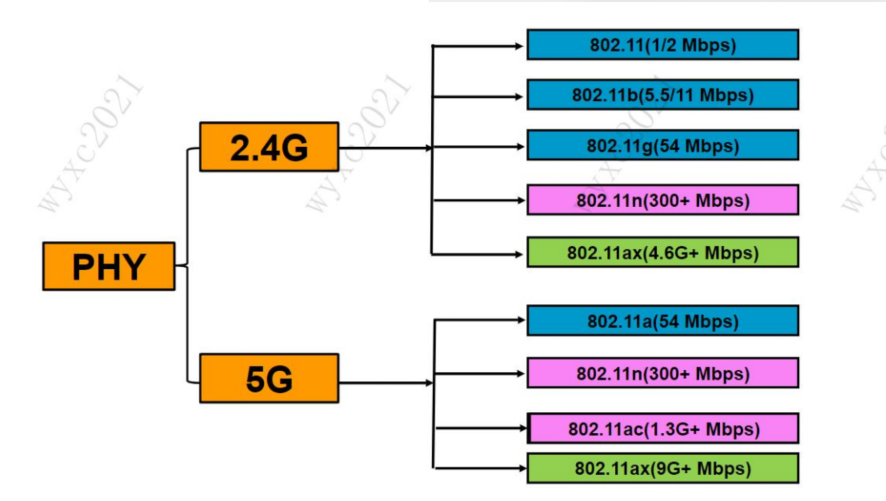 802.11(1/2 Mbps)
802.11b(5.5/11 Mbps)
2.4G
802.11g(54 Mbps)
802.11n(300+ Mbps)
802.11ax(4.6G+ Mbps)
PHY
802.11a(54 Mbps)
5G
802.11n(300+ Mbps)
802.11ac(1.3G+ Mbps)
802.11ax(9G+ Mbps)
wyxc2021
wyxc2021
wyxc2021